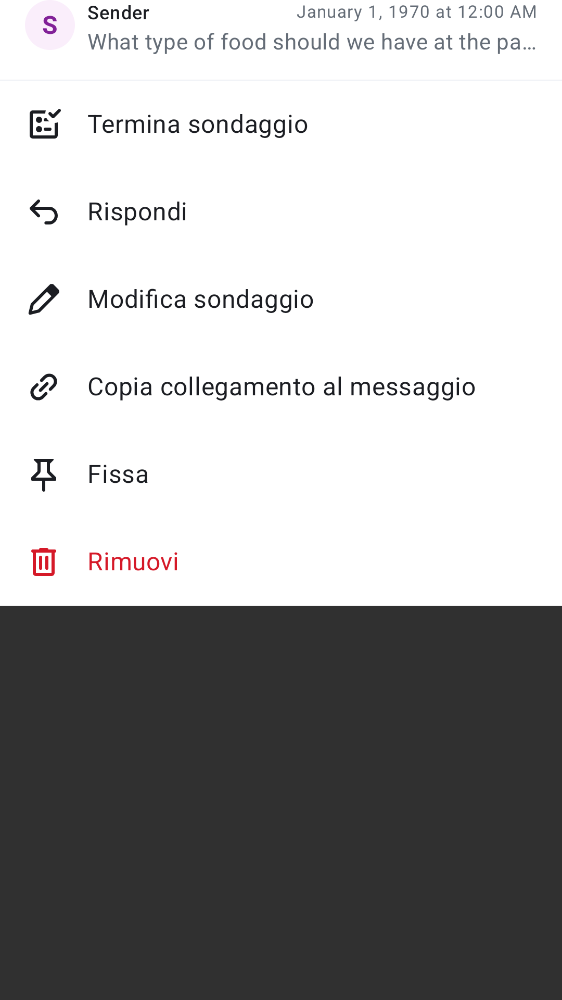 S
Sender
January 1, 1970 at 12:00 AM
What type of food should we have at the pa…
Termina sondaggio
Rispondi
Modifica sondaggio
Copia collegamento al messaggio
Fissa
Rimuovi